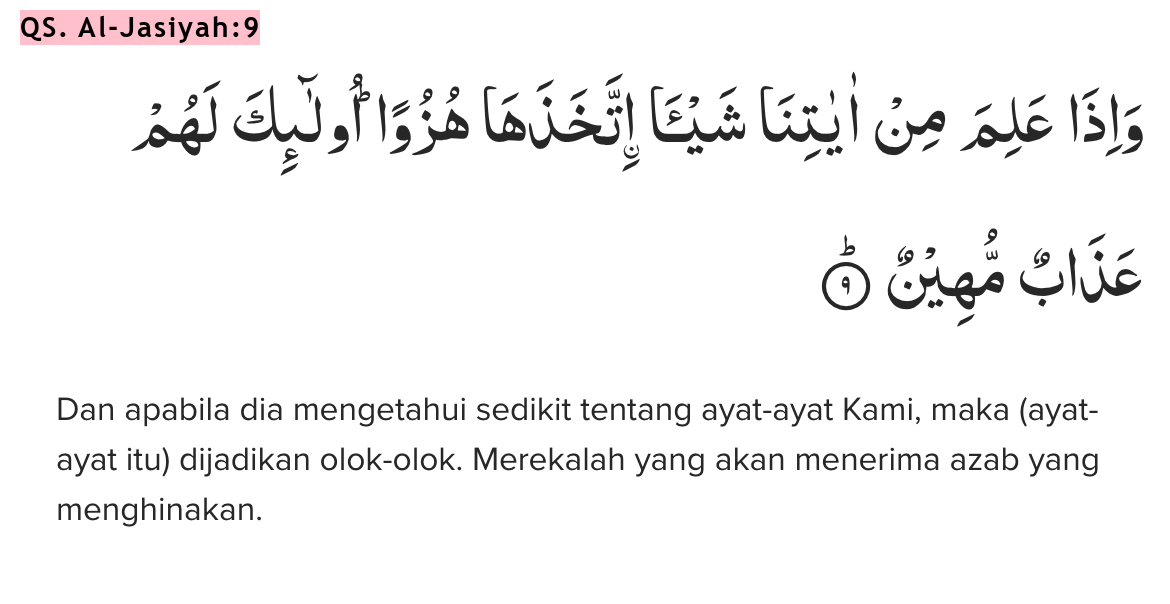 QS. Al-Jasiyah:9
وَاِذَا عَلِمَ مِنْ اٰيٰتِنَا شَيْـًٔا ۨاتَّخَذَهَا هُزُوًاۗ اُولٰۤىِٕكَ لَهُمْ
عَذَابٌ مُّهِيْنٌۗ ۝٩
Dan apabila dia mengetahui sedikit tentang ayat-ayat Kami, maka (ayat-
ayat itu) dijadikan olok-olok. Merekalah yang akan menerima azab yang
menghinakan.